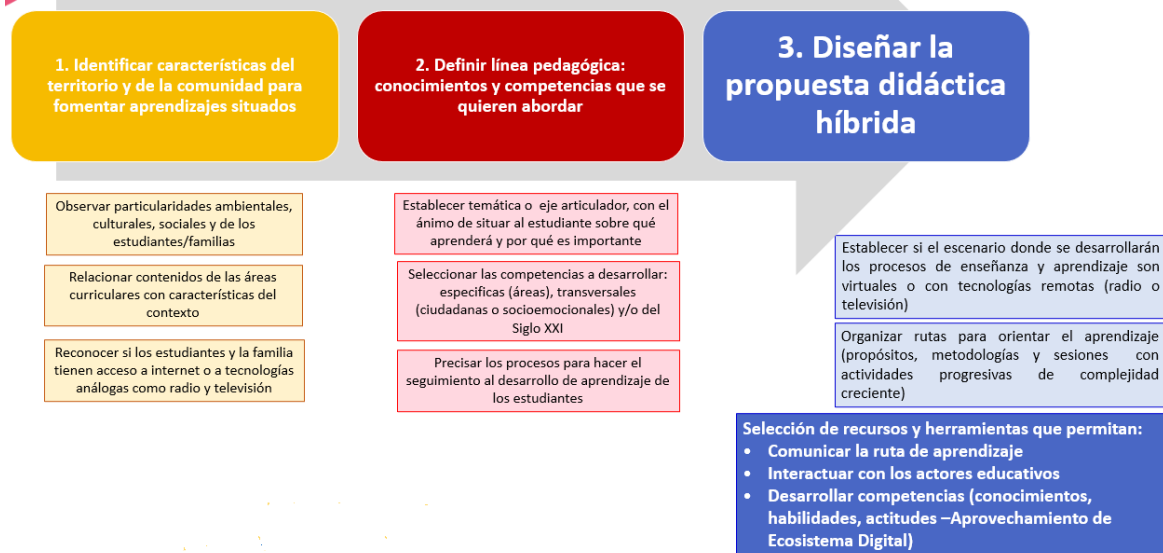 1. Identificar características del
territorio y de la comunidad para
fomentar aprendizajes situados
2. Definir línea pedagógica:
conocimientos y competencias que se
quieren abordar
3. Diseñar la
propuesta didáctica
híbrida
Observar particularidades ambientales,
culturales, sociales y de los
estudiantes/familias
Relacionar contenidos de las áreas
curriculares con características del
contexto
Reconocer si los estudiantes y la familia
tienen acceso a internet o a tecnologías
análogas como radio y televisión
Establecer temática o eje articulador, con el
ánimo de situar al estudiante sobre qué
aprenderá y por qué es importante
Seleccionar las competencias a desarrollar:
especificas (áreas), transversales
(ciudadanas o socioemocionales) y/o del
Siglo XXI
Precisar los procesos para hacer el
seguimiento al desarrollo de aprendizaje de
los estudiantes
Establecer si el escenario donde se desarrollarán
los procesos de enseñanza y aprendizaje son
virtuales o con tecnologías remotas (radio o
televisión)
Organizar rutas para orientar el aprendizaje
(propósitos, metodologías y sesiones con
actividades progresivas de complejidad
creciente)
Selección de recursos y herramientas que permitan:
• Comunicar la ruta de aprendizaje
• Interactuar con los actores educativos
• Desarrollar competencias (conocimientos,
habilidades, actitudes –Aprovechamiento de
Ecosistema Digital)